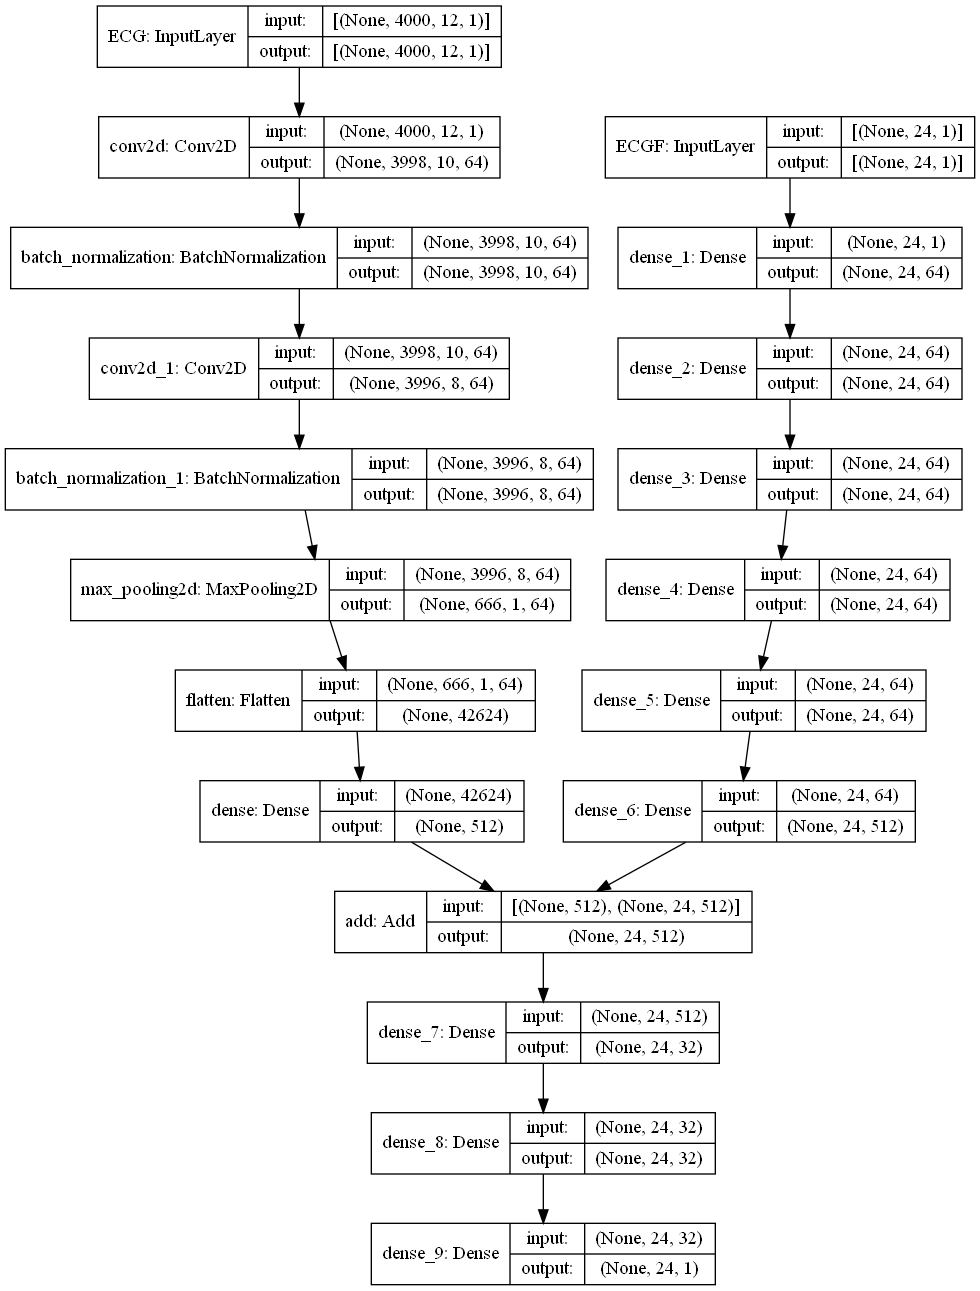 ECG: InputLayer
input:
[(None, 4000, 12, 1)]
output:
[(None, 4000, 12, 1)]
conv2d: Conv2D
input:
(None, 4000, 12, 1)
output:
(None, 3998, 10, 64)
ECGF: InputLayer
input:
[(None, 24, 1)]
output:
[(None, 24, 1)]
batch_normalization: BatchNormalization
input:
(None, 3998, 10, 64)
output:
(None, 3998, 10, 64)
dense_1: Dense
input:
(None, 24, 1)
output:
(None, 24, 64)
conv2d_1: Conv2D
input:
(None, 3998, 10, 64)
output:
(None, 3996, 8, 64)
dense_2: Dense
input:
(None, 24, 64)
output:
(None, 24, 64)
batch_normalization_1: BatchNormalization
input:
(None, 3996, 8, 64)
output:
(None, 3996, 8, 64)
dense_3: Dense
input:
(None, 24, 64)
output:
(None, 24, 64)
max_pooling2d: MaxPooling2D
input:
(None, 3996, 8, 64)
output:
(None, 666, 1, 64)
dense_4: Dense
input:
(None, 24, 64)
output:
(None, 24, 64)
flatten: Flatten
input:
(None, 666, 1, 64)
output:
(None, 42624)
dense_5: Dense
input:
(None, 24, 64)
output:
(None, 24, 64)
dense: Dense
input:
(None, 42624)
output:
(None, 512)
dense_6: Dense
input:
(None, 24, 64)
output:
(None, 24, 512)
add: Add
input:
[(None, 512), (None, 24, 512)]
output:
(None, 24, 512)
dense_7: Dense
input:
(None, 24, 512)
output:
(None, 24, 32)
dense_8: Dense
input:
(None, 24, 32)
output:
(None, 24, 32)
dense_9: Dense
input:
(None, 24, 32)
output:
(None, 24, 1)